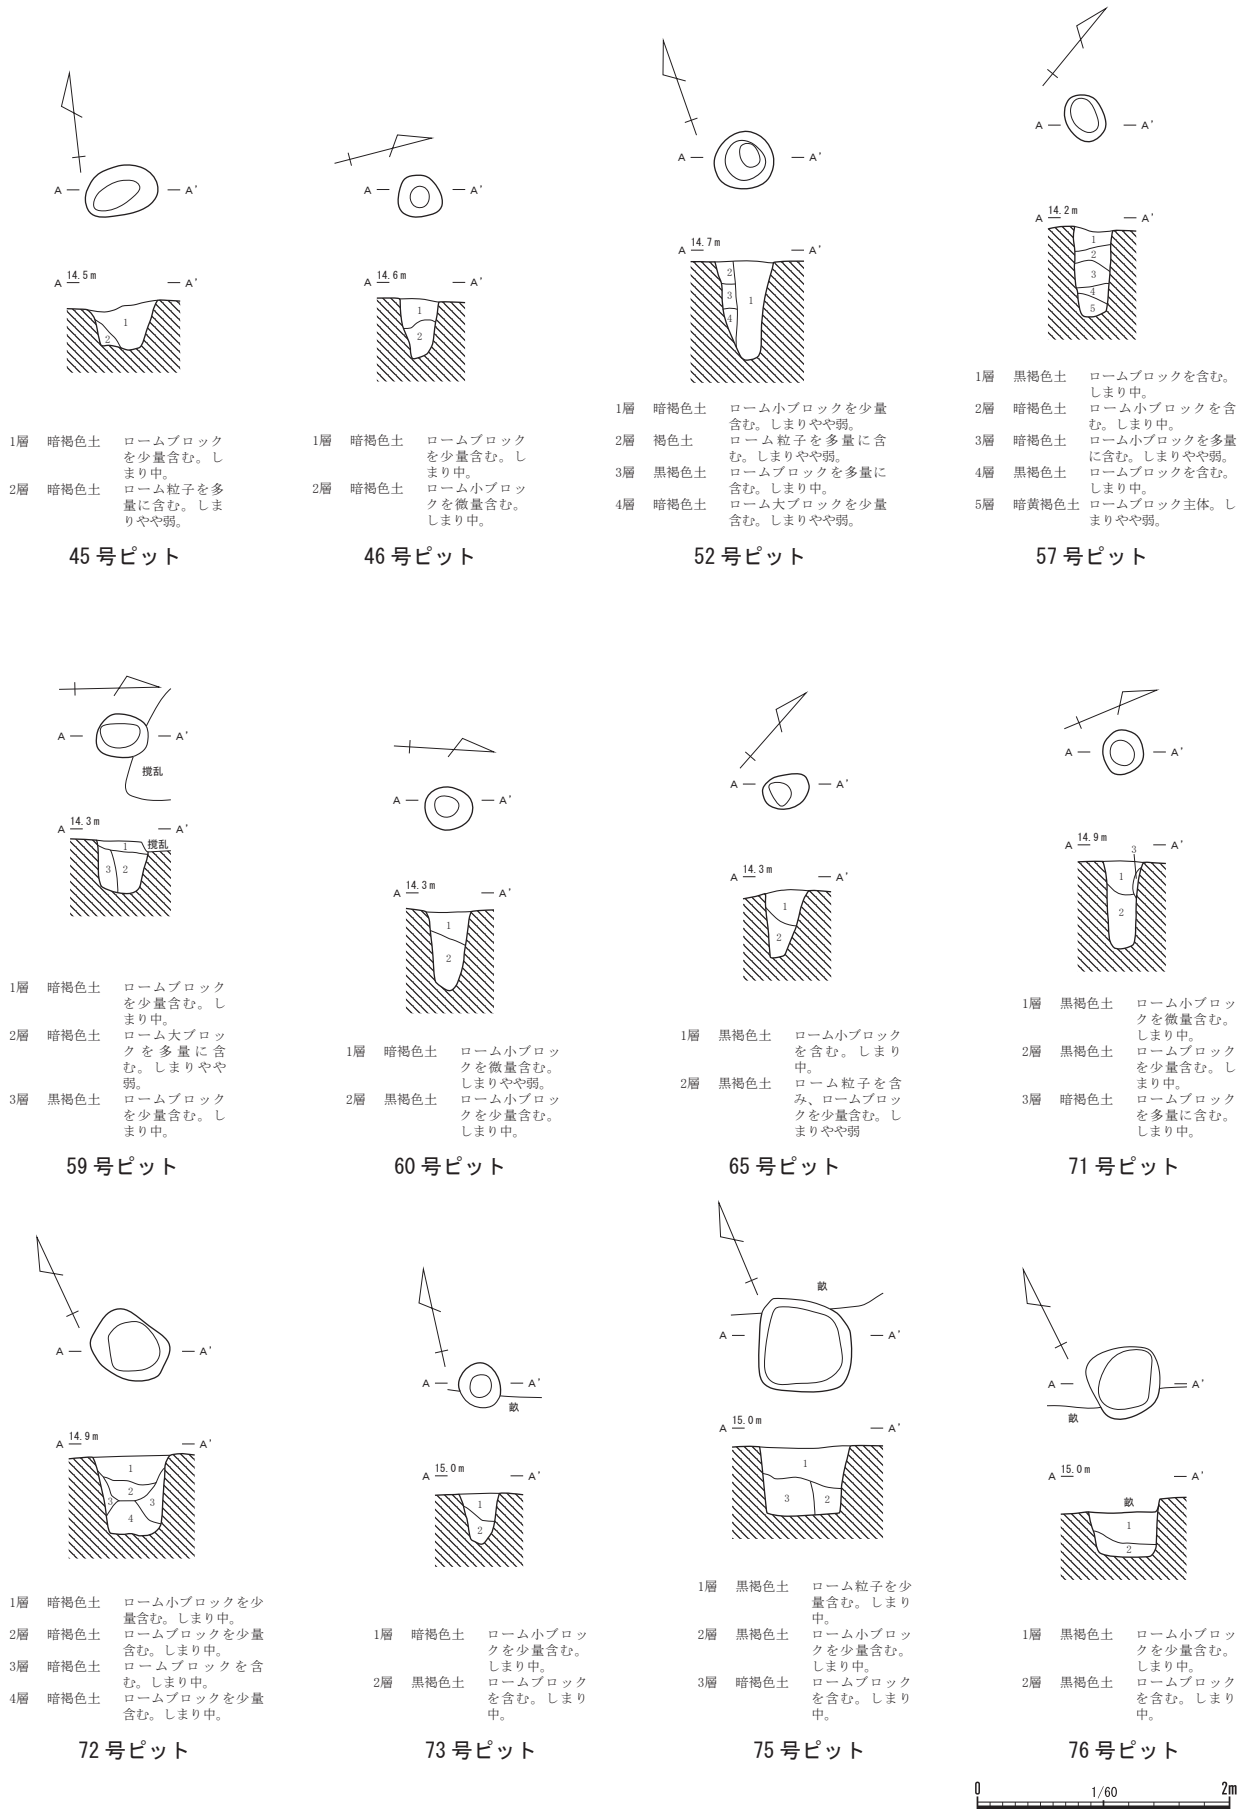 A
A'
14.5m
A
A'
1
2
1層 暗褐色土 ロームブロック
を少量含む。し
まり中。
2層 暗褐色土 ローム粒子を多
量に含む。しま
りやや弱。
45号ピット
A
A'
14.6m
A
A'
1
2
1層 暗褐色土 ロームブロック
を少量含む。し
まり中。
2層 暗褐色土 ローム小ブロッ
クを微量含む。
しまり中。
46号ピット
A
A'
14.7m
A
A'
2
3
1
4
1層 暗褐色土 ローム小ブロックを少量
含む。しまりやや弱。
2層 褐色土 ローム粒子を多量に含
む。しまりやや弱。
3層 黒褐色土 ロームブロックを多量に
含む。しまり中。
4層 暗褐色土 ローム大ブロックを少量
含む。しまりやや弱。
52号ピット
A
A'
14.2m
A
A'
1
2
3
4
5
1層 黒褐色土 ロームブロックを含む。
しまり中。
2層 暗褐色土 ローム小ブロックを含
む。しまり中。
3層 暗褐色土 ローム小ブロックを多量
に含む。しまりやや弱。
4層 黒褐色土 ロームブロックを含む。
しまり中。
5層 暗黄褐色土 ロームブロック主体。し
まりやや弱。
57号ピット
A
A'
撹乱
14.3m
A
A'
撹乱
1
3
2
1層 暗褐色土 ロームブロック
を少量含む。し
まり中。
2層 暗褐色土 ローム大ブロッ
クを多量に含
む。しまりやや
弱。
3層 黒褐色土 ロームブロック
を少量含む。し
まり中。
59号ピット
A
A'
14.3m
A
A'
1
2
1層 暗褐色土 ローム小ブロッ
クを微量含む。
しまりやや弱。
2層 黒褐色土 ローム小ブロッ
クを少量含む。
しまり中。
60号ピット
A
A'
14.3m
A
A'
1
2
1層 黒褐色土 ローム小ブロック
を含む。しまり
中。
2層 黒褐色土 ローム粒子を含
み、ロームブロッ
クを少量含む。し
まりやや弱
65号ピット
A
A'
14.9m
A
A'
3
1
2
1層 黒褐色土 ローム小ブロッ
クを微量含む。
しまり中。
2層 黒褐色土 ロームブロック
を少量含む。し
まり中。
3層 暗褐色土 ロームブロック
を多量に含む。
しまり中。
71号ピット
A
A'
14.9m
A
A'
1
2
3
3
4
1層 暗褐色土 ローム小ブロックを少
量含む。しまり中。
2層 暗褐色土 ロームブロックを少量
含む。しまり中。
3層 暗褐色土 ロームブロックを含
む。しまり中。
4層 暗褐色土 ロームブロックを少量
含む。しまり中。
72号ピット
A
A'
畝
15.0m
A
A'
1
2
1層 暗褐色土 ローム小ブロッ
クを少量含む。
しまり中。
2層 黒褐色土 ロームブロック
を含む。しまり
中。
73号ピット
畝
A
A'
15.0m
A
A'
1
3
2
1層 黒褐色土 ローム粒子を少
量含む。しまり
中。
2層 黒褐色土 ローム小ブロッ
クを少量含む。
しまり中。
3層 暗褐色土 ロームブロック
を含む。しまり
中。
75号ピット
A
A'
畝
15.0m
A
A'
畝
1
2
1層 黒褐色土 ローム小ブロッ
クを少量含む。
しまり中。
2層 黒褐色土 ロームブロック
を含む。しまり
中。
76号ピット
0 1/60 2m